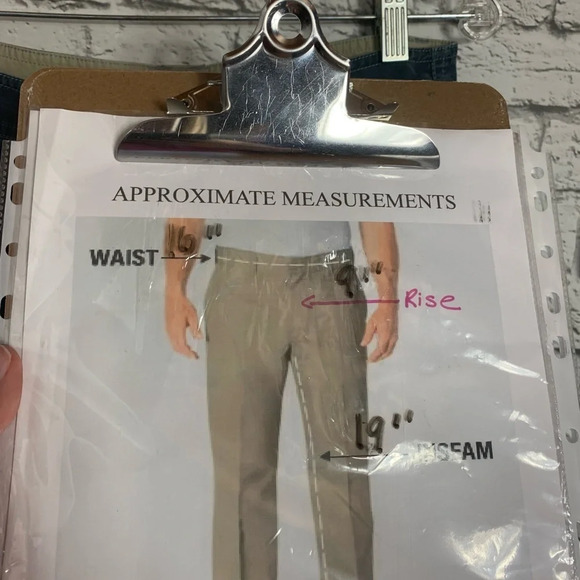 APPROXIMATE MEASUREMENTS
16"
WAIST
9"
Rise
19"
INSEAM